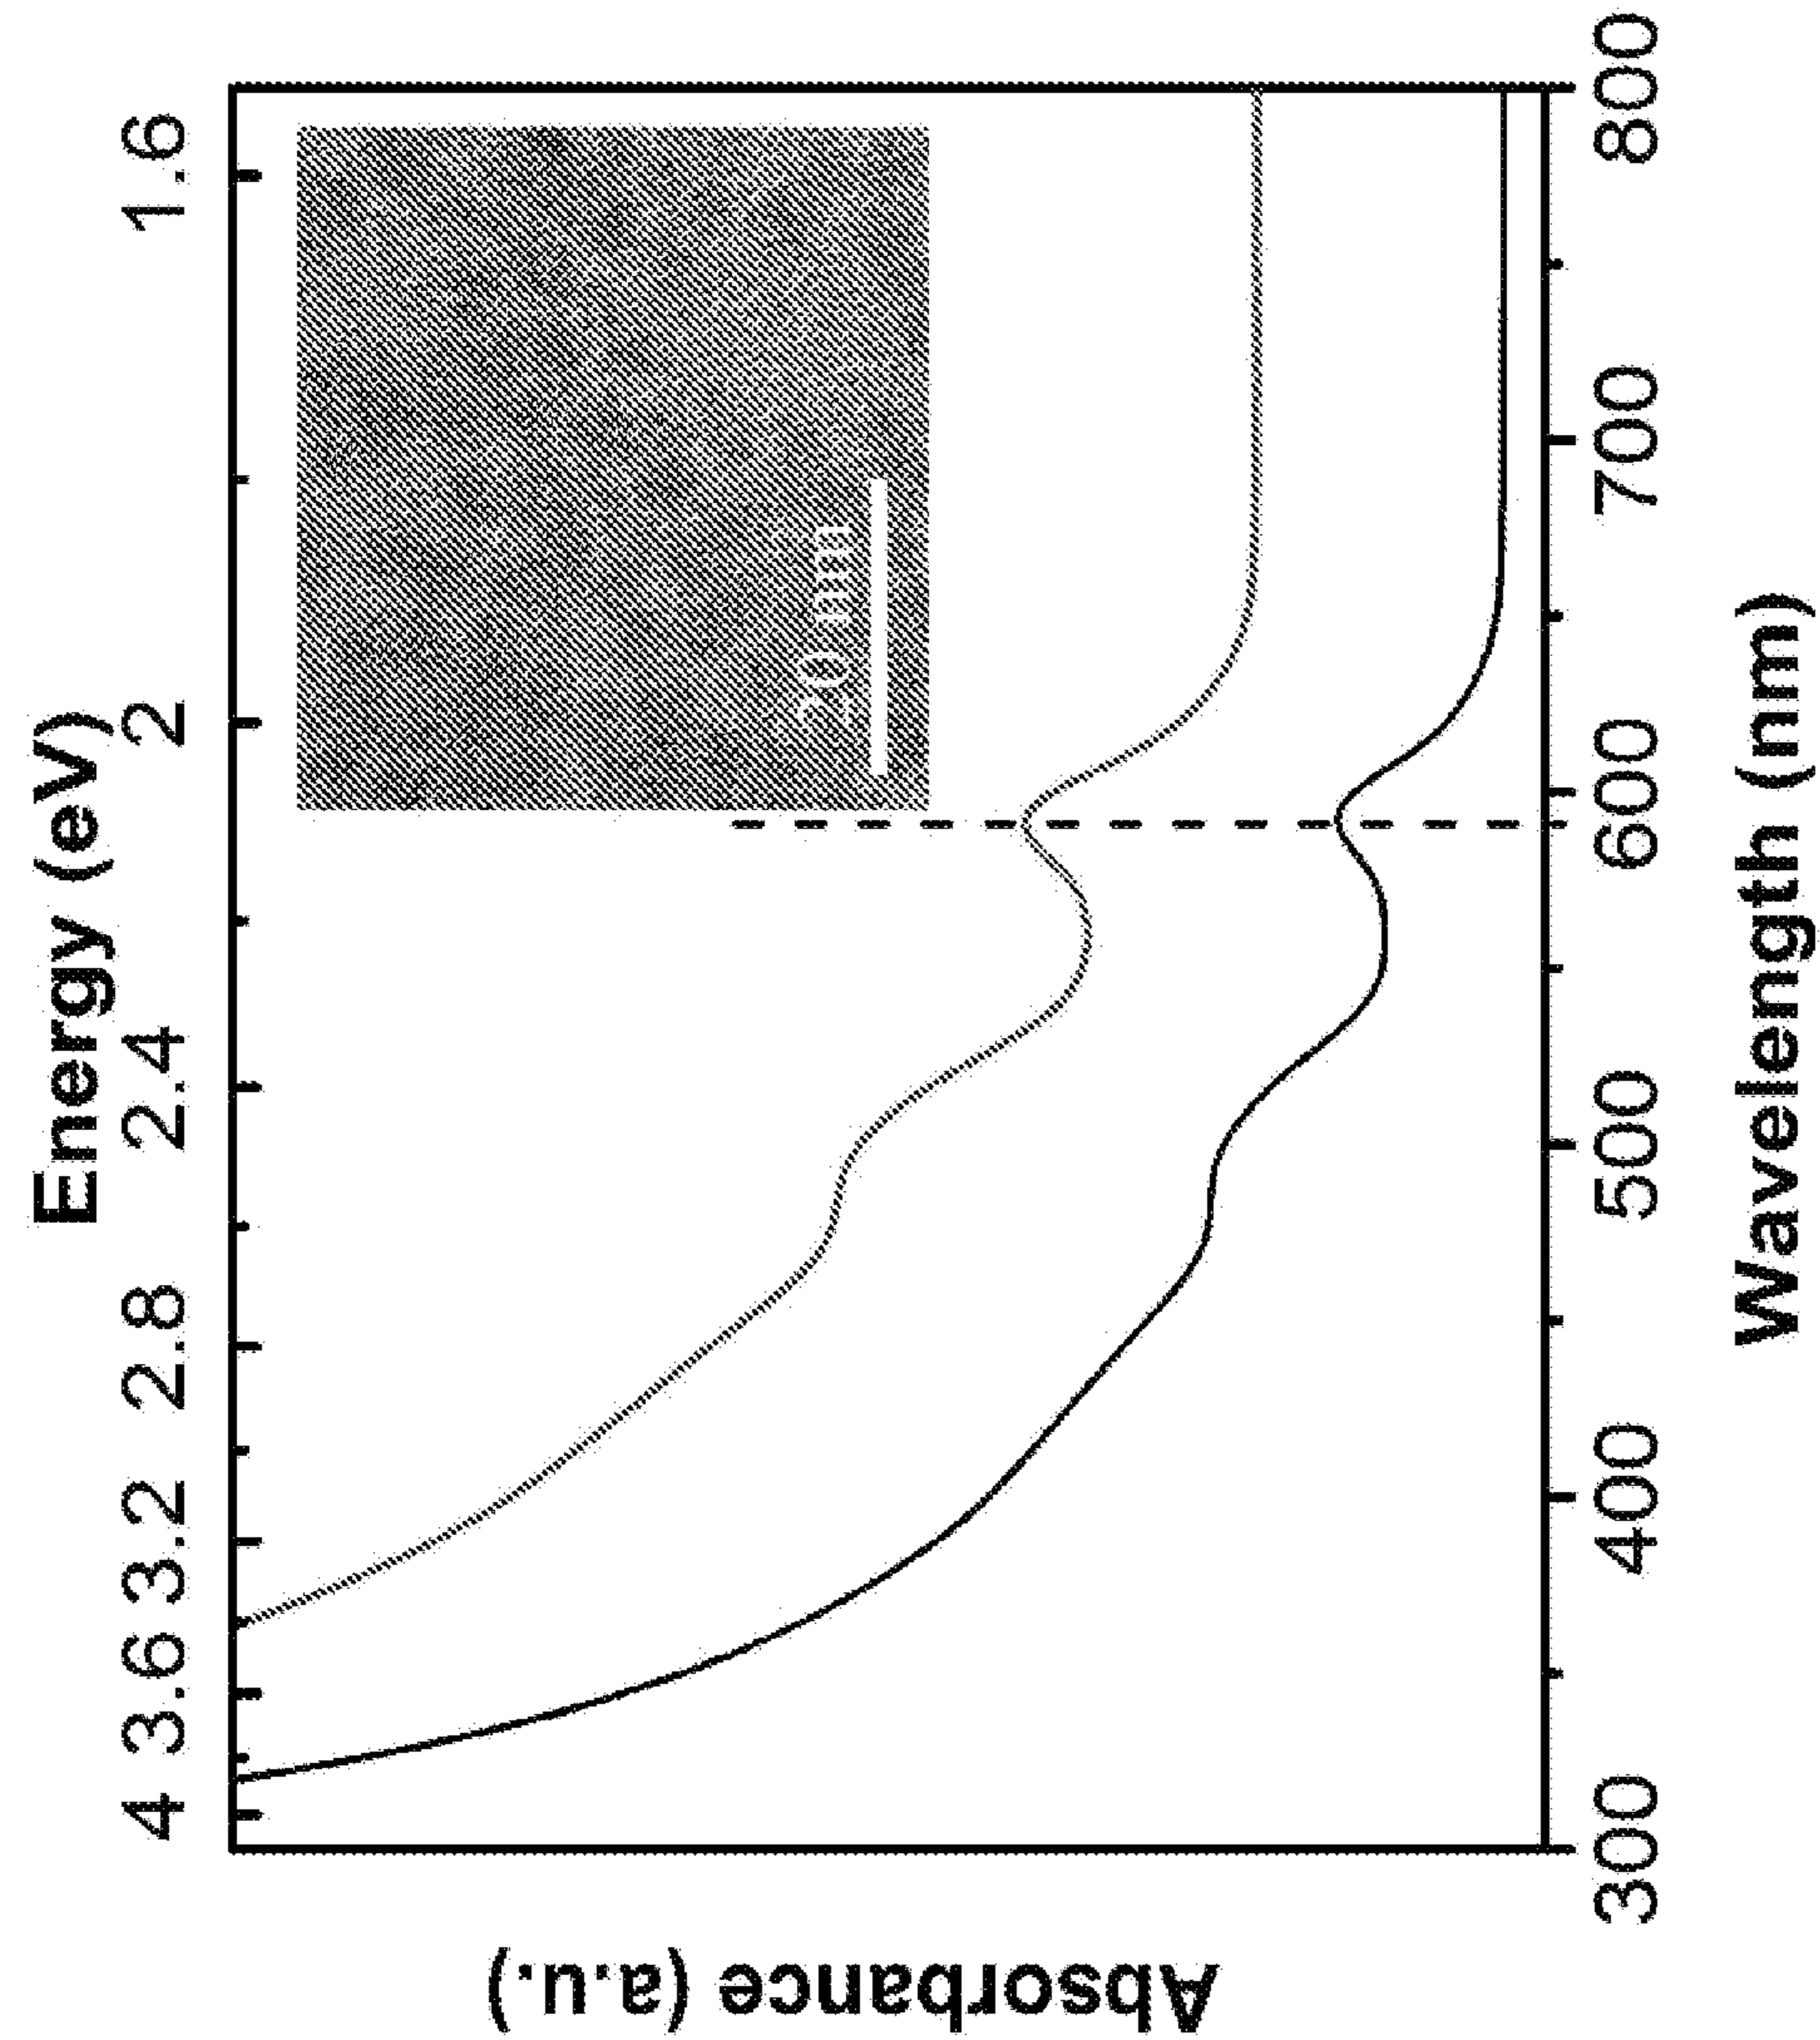 Energy (eV)
4 3.6 3.2 2.8 2.4 2 1.6
Absorbance (a.u.)
20 nm
300 400 500 600 700 800
Wavelength (nm)